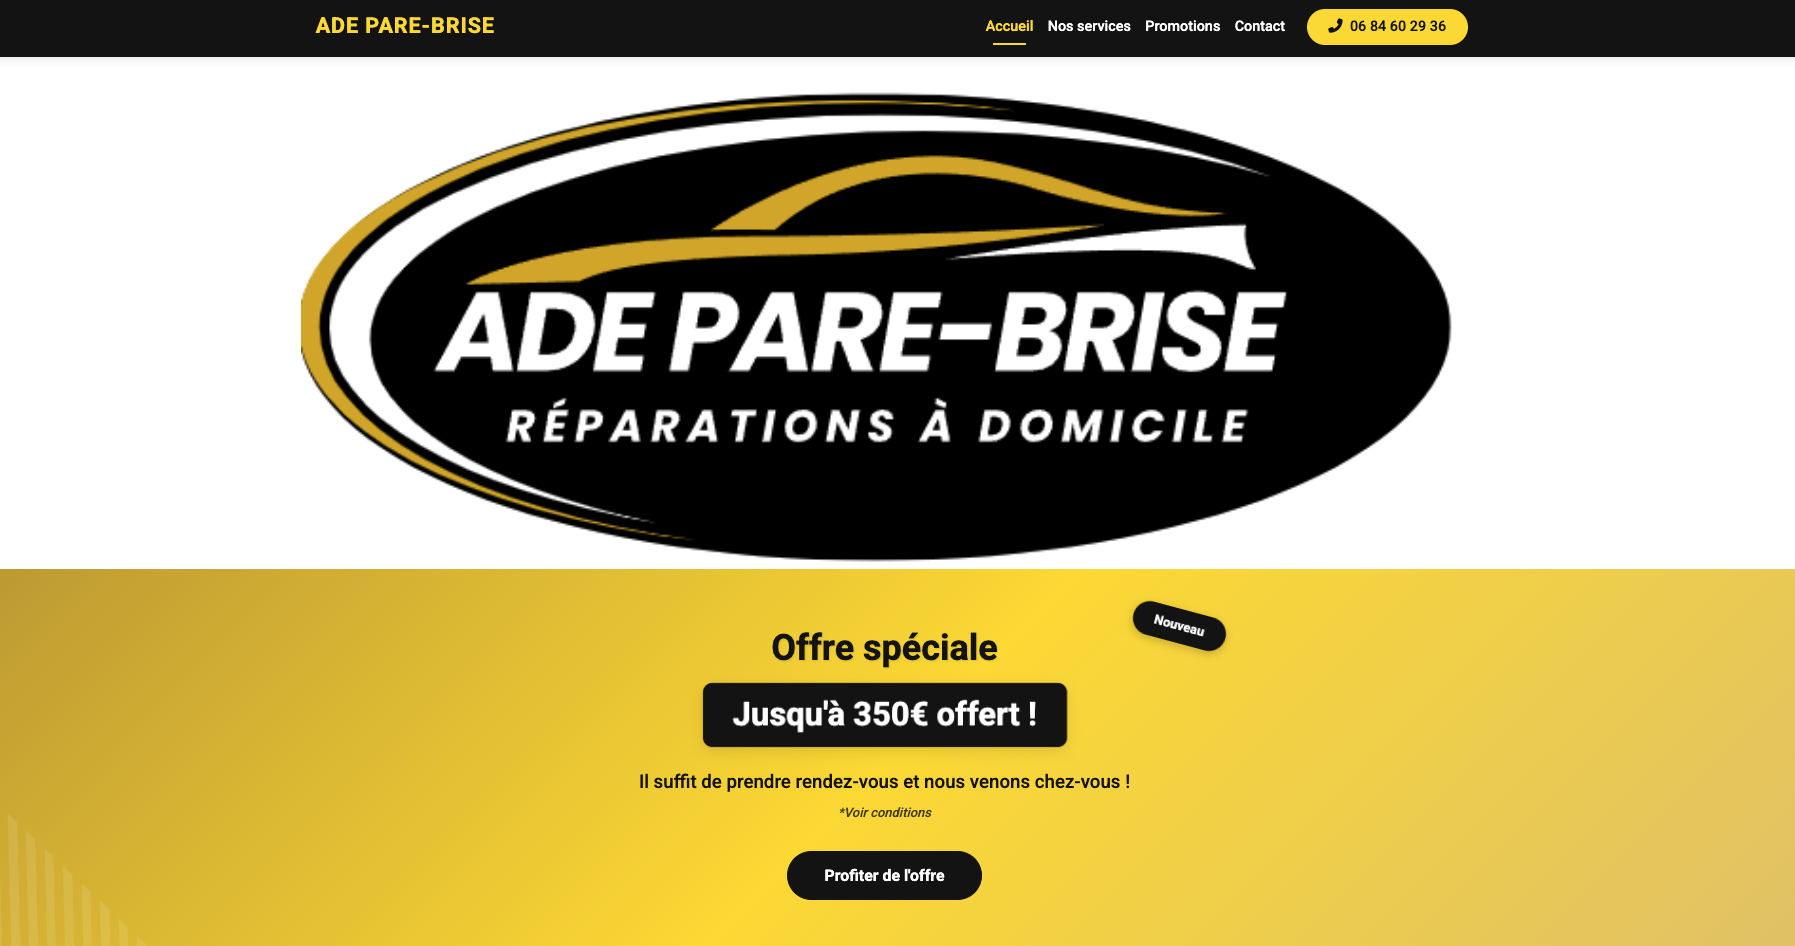 ADE PARE-BRISE
Accueil Nos services Promotions Contact 06 84 60 29 36
ADE PARE-BRISE
RÉPARATIONS À DOMICILE
Nouveau
Offre spéciale
Jusqu'à 350€ offert !
Il suffit de prendre rendez-vous et nous venons chez-vous !
*Voir conditions
Profiter de l'offre